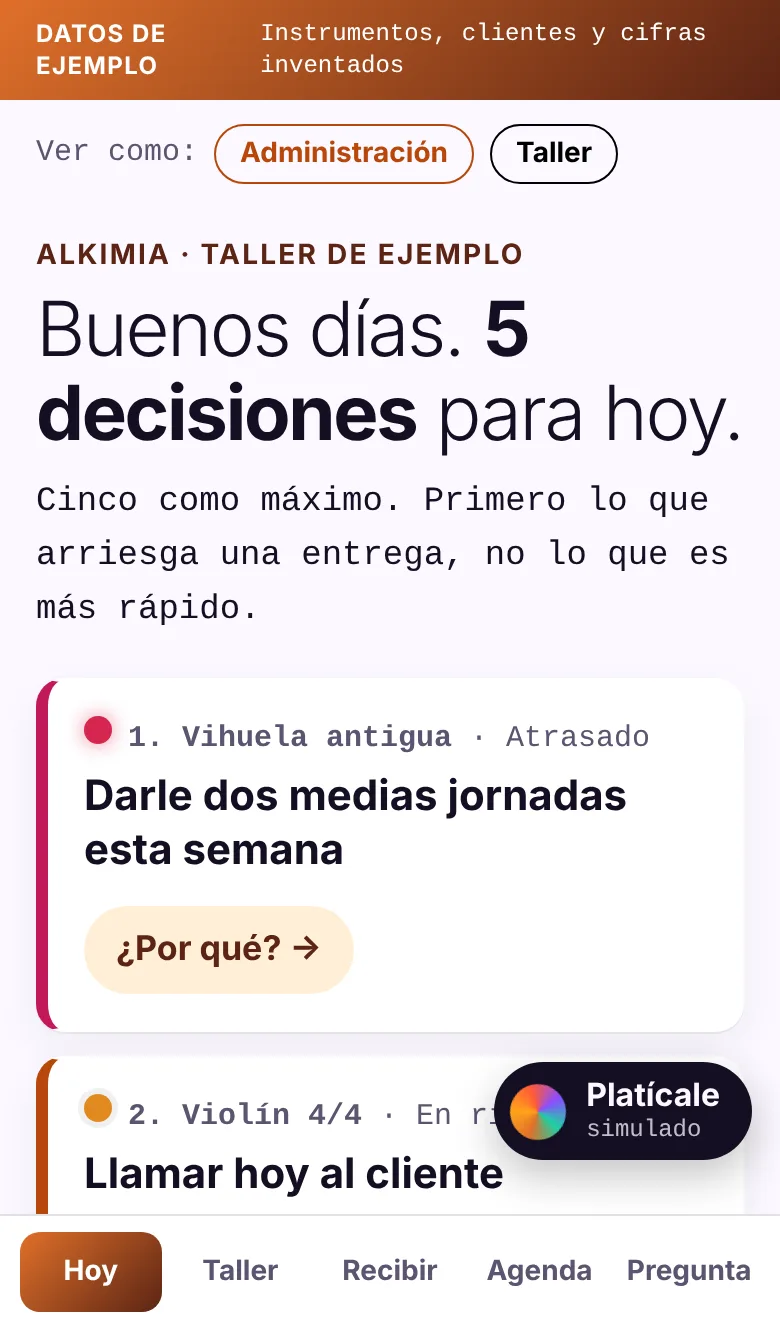 DATOS DE
EJEMPLO
Instrumentos, clientes y cifras
inventados
Ver como:
Administración
Taller
ALKIMIA · TALLER DE EJEMPLO
Buenos días. 5
decisiones para hoy.
Cinco como máximo. Primero lo que
arriesga una entrega, no lo que es
más rápido.
1. Vihuela antigua · Atrasado
Darle dos medias jornadas
esta semana
¿Por qué? →
2. Violín 4/4 · En
Platícale
simulado
Llamar hoy al cliente
Hoy
Taller
Recibir
Agenda
Pregunta